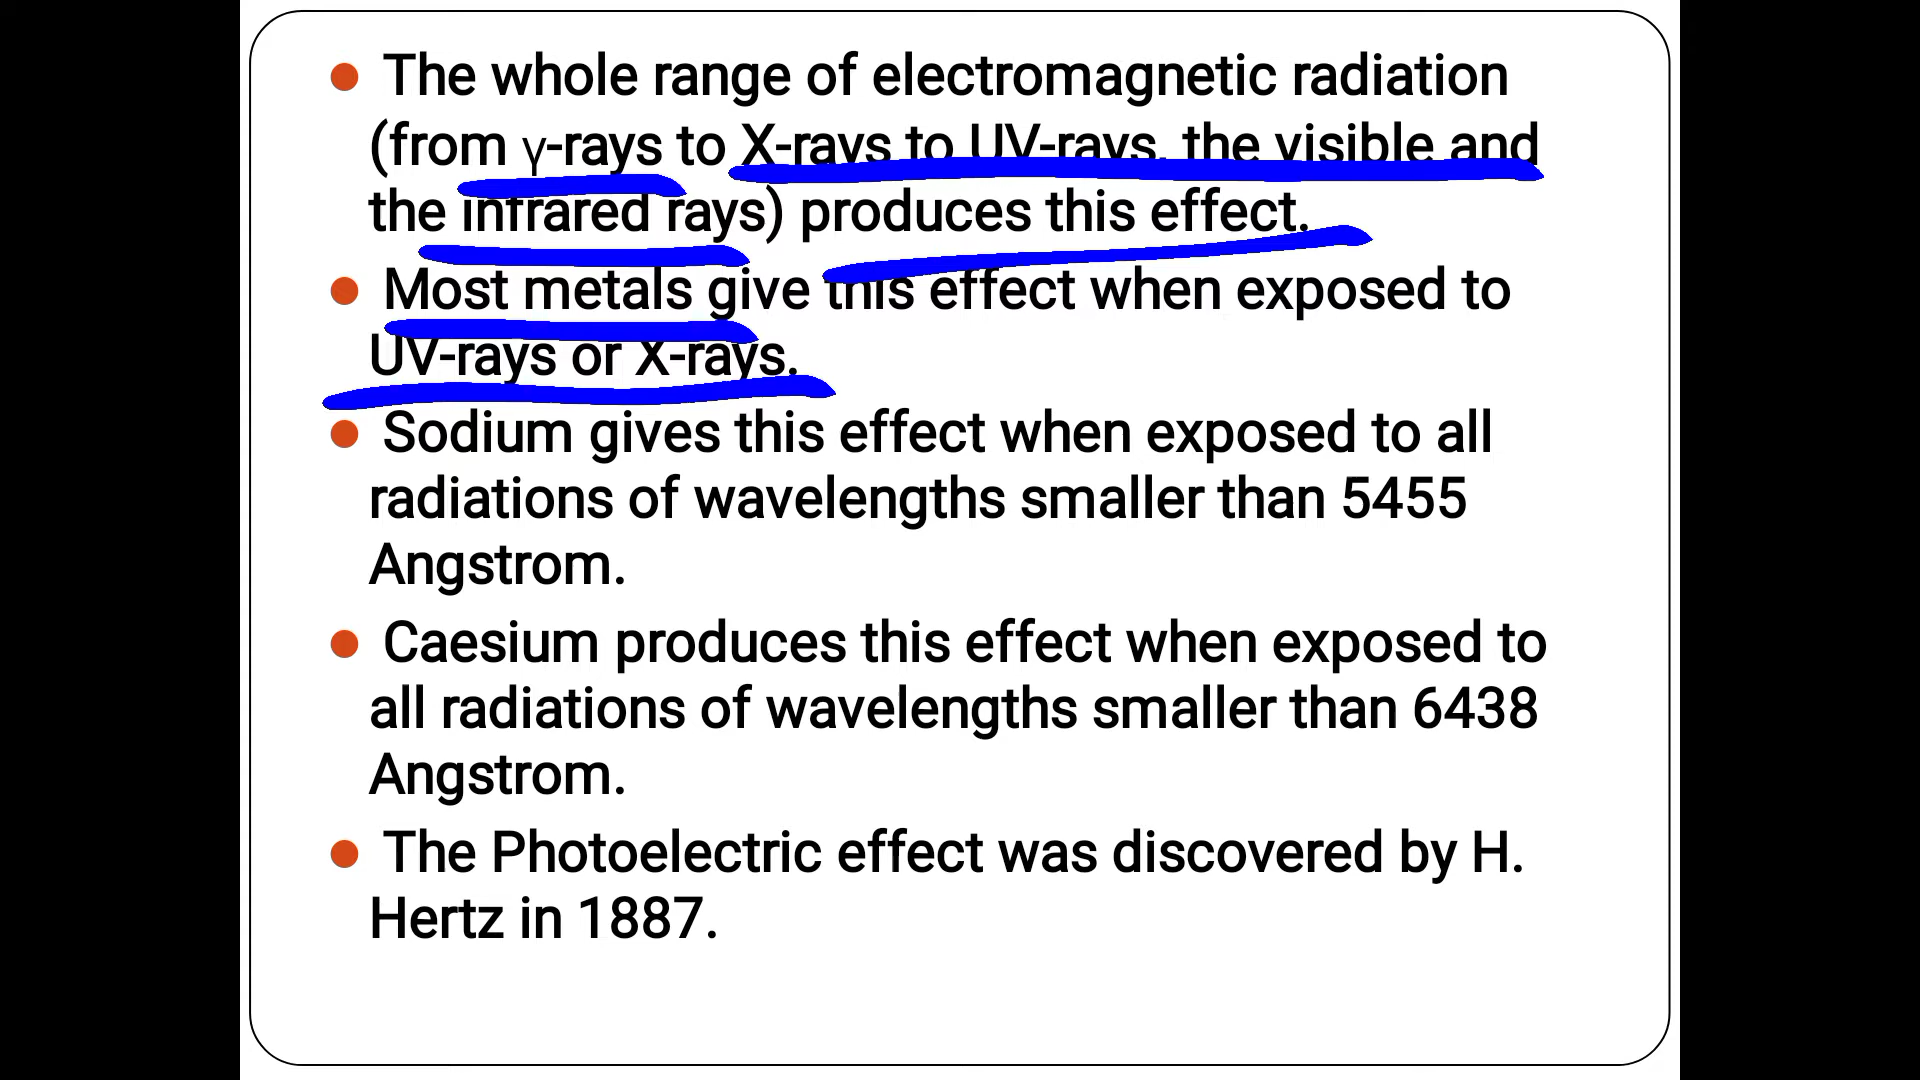 • The whole range of electromagnetic radiation
(from γ-rays to X-rays to UV-rays, the visible and
the infrared rays) produces this effect.
• Most metals give this effect when exposed to
UV-rays or X-rays.
• Sodium gives this effect when exposed to all
radiations of wavelengths smaller than 5455
Angstrom.
• Caesium produces this effect when exposed to
all radiations of wavelengths smaller than 6438
Angstrom.
• The Photoelectric effect was discovered by H.
Hertz in 1887.